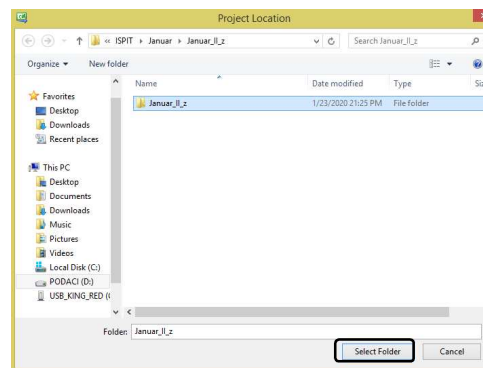 Project Location
« ISPIT ▸ Januar ▸ Januar_II_z
Search Januar_II_z
Organize ▾ New folder
Name Date modified Type
Januar_II_z 1/23/2020 21:25 PM File folder
Favorites
Desktop
Downloads
Recent places
This PC
Desktop
Documents
Downloads
Music
Pictures
Videos
Local Disk (C:)
PODACI (D:)
USB_KING_RED
Folder: Januar_II_z
Select Folder Cancel